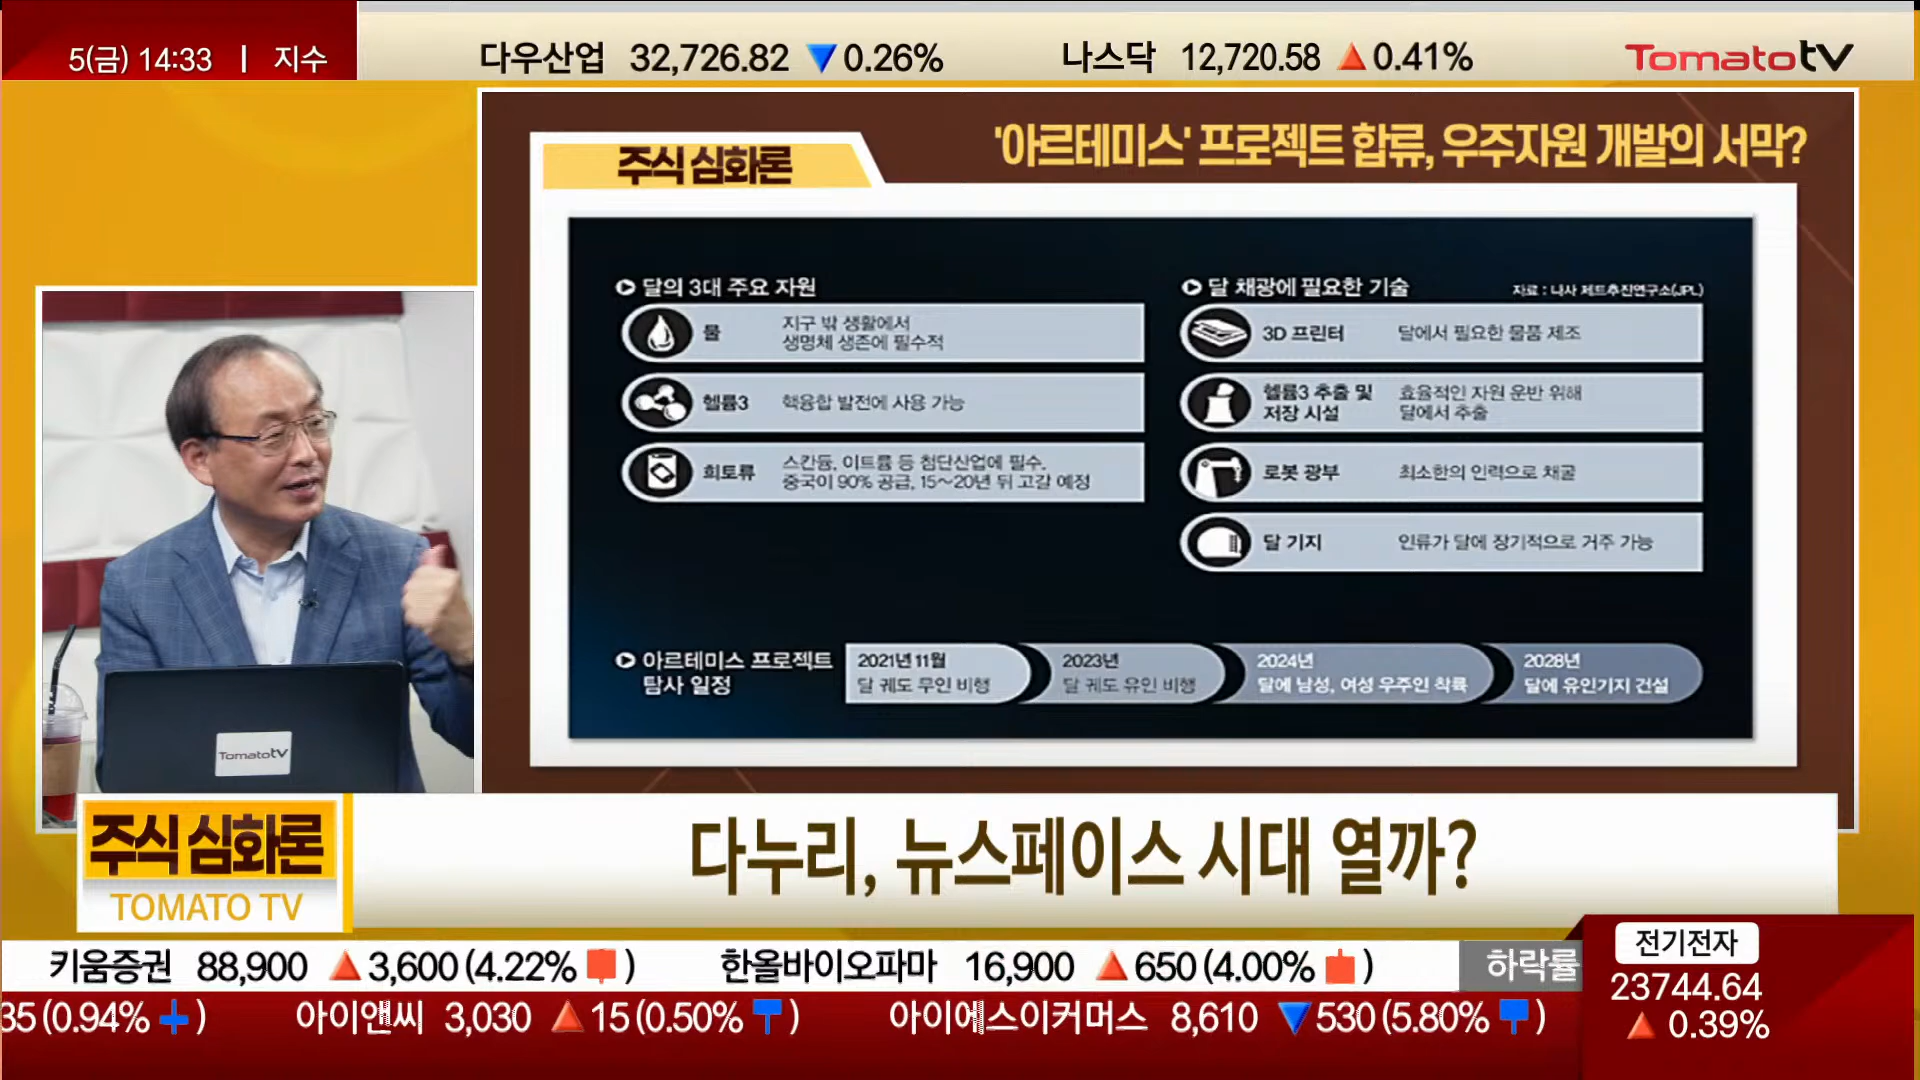 5(금) 14:33 | 지수
다우산업 32,726.82 ▼0.26%
나스닥 12,720.58 ▲0.41%
Tomatotv
'아르테미스' 프로젝트 합류, 우주자원 개발의 서막?
주식 심화론
달의 3대 주요 자원
물
지구 밖 생활에서
생명체 생존에 필수적
헬륨3
핵융합 발전에 사용 가능
희토류
스칸듐, 이트륨 등 첨단산업에 필수.
중국이 90% 공급, 15~20년 뒤 고갈 예정
달 채광에 필요한 기술
자료 : 나사 제트추진연구소(JPL)
3D 프린터
달에서 필요한 물품 제조
헬륨3 추출 및
저장 시설
효율적인 자원 운반 위해
달에서 추출
로봇 광부
최소한의 인력으로 채굴
달 기지
인류가 달에 장기적으로 거주 가능
아르테미스 프로젝트
탐사 일정
2021년 11월
달 궤도 무인 비행
2023년
달 궤도 유인 비행
2024년
달에 남성, 여성 우주인 착륙
2028년
달에 유인기지 건설
Tomatotv
주식 심화론
TOMATO TV
다누리, 뉴스페이스 시대 열까?
키움증권 88,900 ▲3,600(4.22% )
한올바이오파마 16,900 ▲650(4.00% )
하락률
전기전자
23744.64
▲ 0.39%
35(0.94% )
아이앤씨 3,030 ▲15(0.50% )
아이에스이커머스 8,610 ▼530(5.80% )